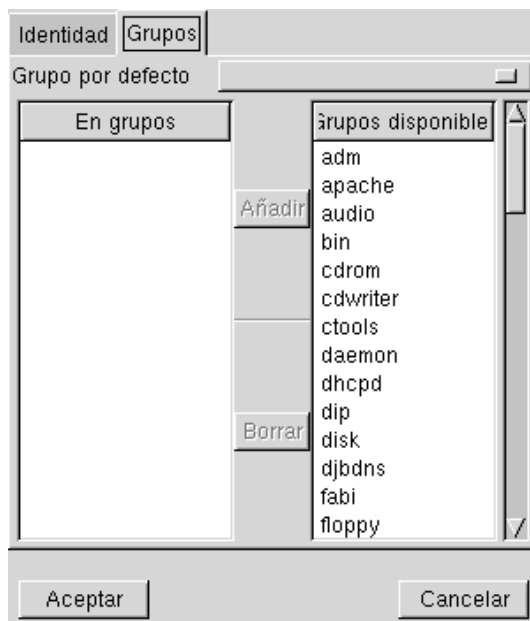 Identidad Grupos
Grupo por defecto
En grupos
Grupos disponible
adm
apache
audio
bin
cdrom
cdwriter
ctools
daemon
dhcpd
dip
disk
djbdns
fabi
floppy
Añadir
Borrar
Aceptar
Cancelar